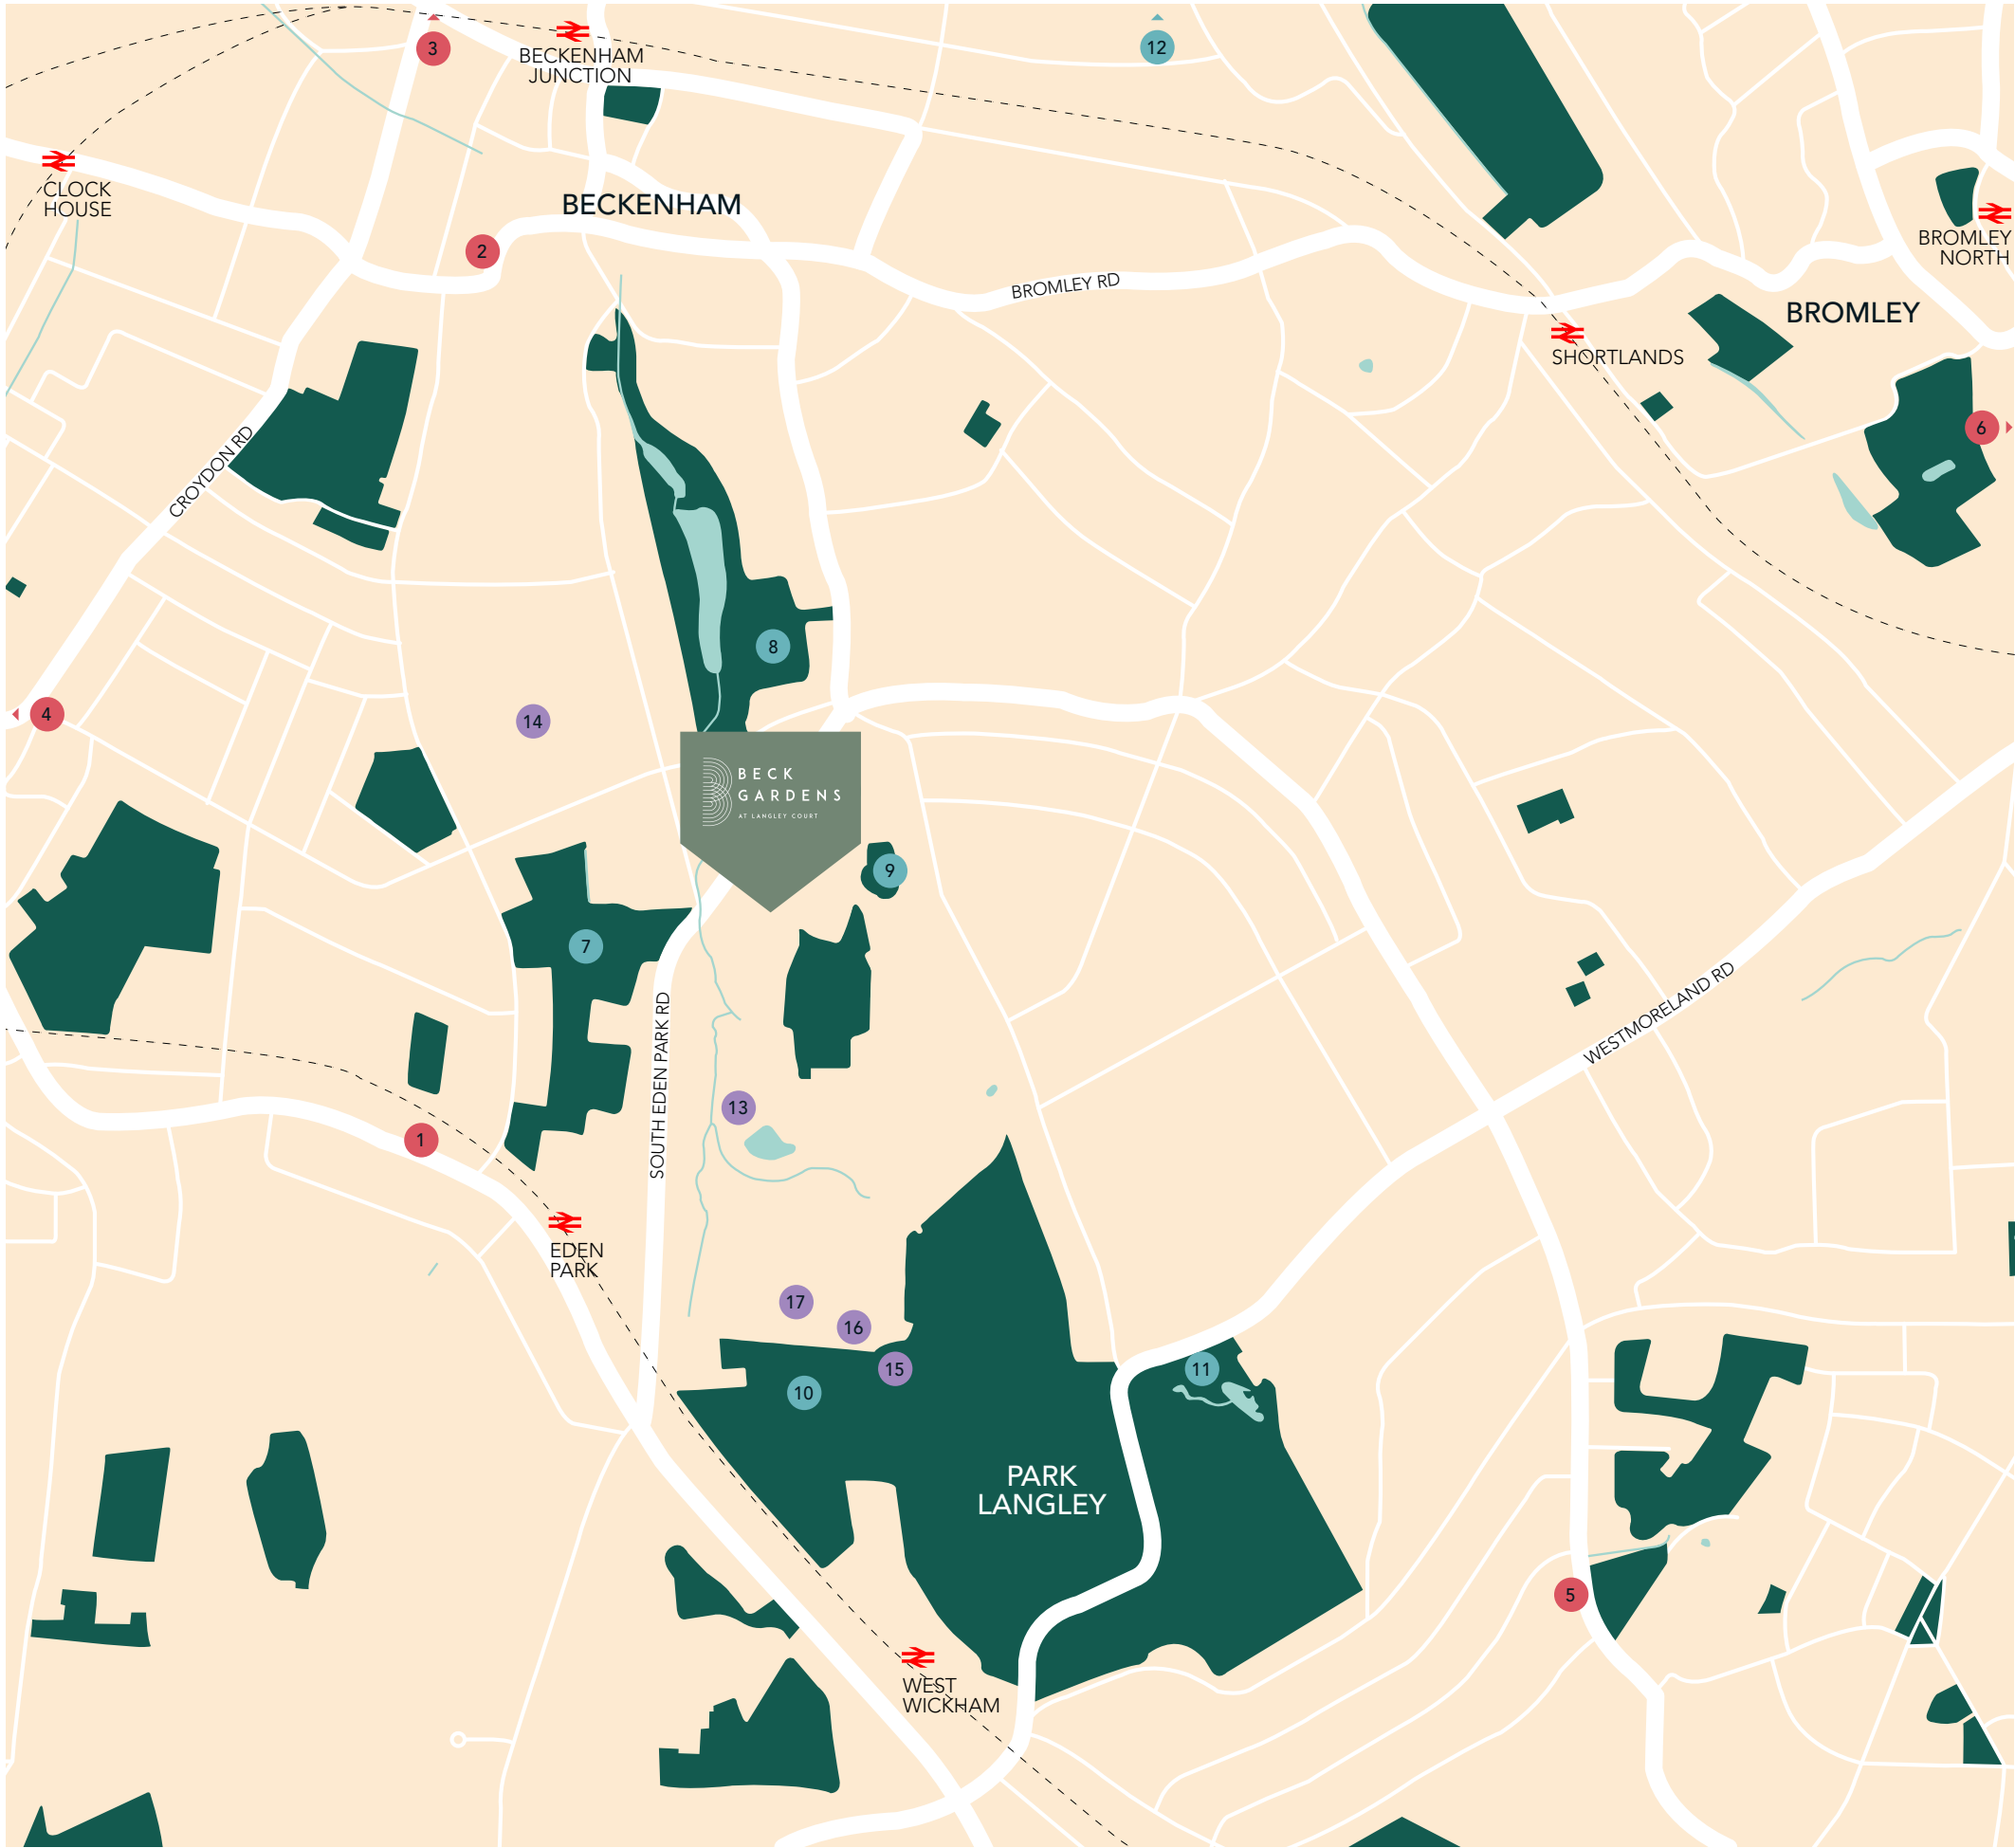 3
BECKENHAM
JUNCTION
12
CLOCK
HOUSE
BECKENHAM
2
BROMLEY
NORTH
BROMLEY RD
BROMLEY
SHORTLANDS
6
CROYDON RD
8
4
14
BECK
GARDENS
AT LANGLEY COURT
9
7
WESTMORELAND RD
SOUTH EDEN PARK RD
13
1
EDEN
PARK
17
16
15
11
10
PARK
LANGLEY
5
WEST
WICKHAM